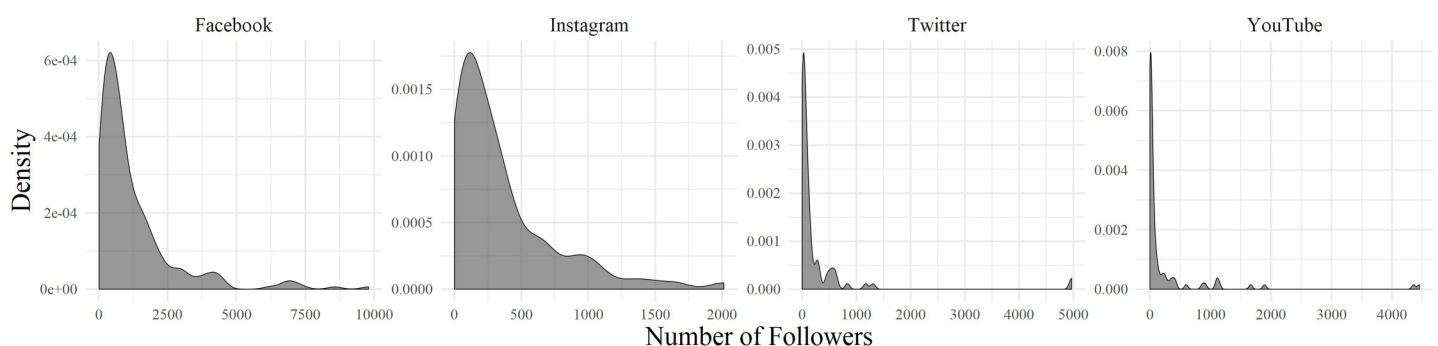 Facebook
Instagram
Twitter
YouTube
Density
6e-04
4e-04
2e-04
0e+00
0 2500 5000 7500 10000
0.0015
0.0010
0.0005
0.0000
0 500 1000 1500 2000
0.005
0.004
0.003
0.002
0.001
0.000
0 1000 2000 3000 4000 5000
0.008
0.006
0.004
0.002
0.000
0 1000 2000 3000 4000
Number of Followers